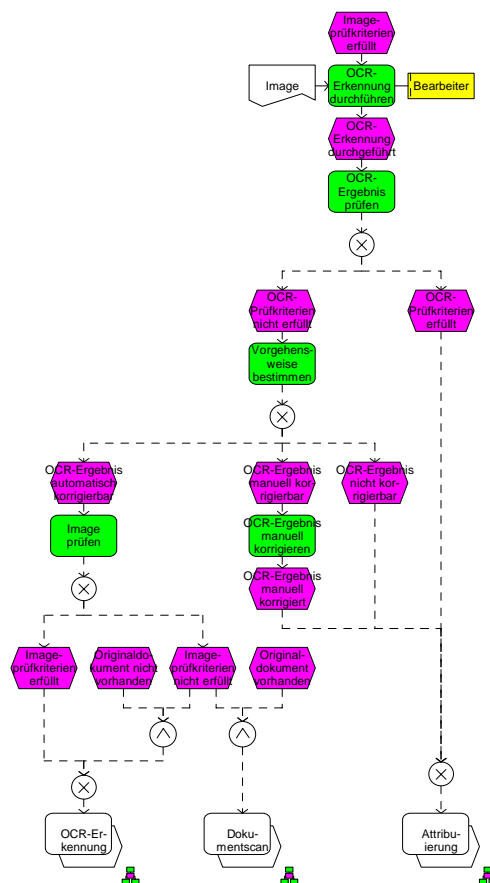 Image-
prüfkriterien
erfüllt
Image
OCR-
Erkennung
durchführen
Bearbeiter
OCR-
Erkennung
durchgeführt
OCR-
Ergebnis
prüfen
OCR-
Prüfkriterien
nicht erfüllt
OCR-
Prüfkriterien
erfüllt
Vorgehens-
weise
bestimmen
OCR-Ergebnis
automatisch
korrigierbar
OCR-Ergebnis
manuell kor-
rigierbar
OCR-Ergebnis
nicht kor-
rigierbar
Image
prüfen
OCR-Ergebnis
manuell
korrigieren
OCR-Ergebnis
manuell
korrigiert
Image-
prüfkriterien
erfüllt
Originaldo-
kument nicht
vorhanden
Image-
prüfkriterien
nicht erfüllt
Original-
dokument
vorhanden
OCR-Er-
kennung
Doku-
mentscan
Attribu-
ierung